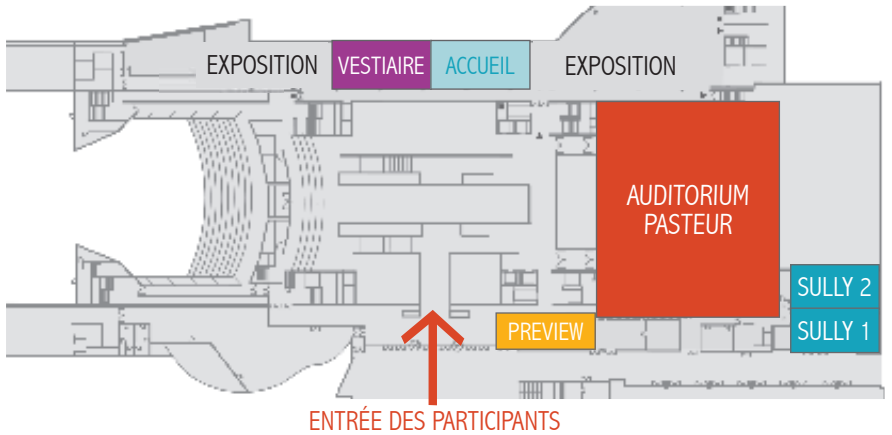 EXPOSITION
VESTIAIRE
ACCUEIL
EXPOSITION
AUDITORIUM
PASTEUR
SULLY 2
SULLY 1
PREVIEW
ENTRÉE DES PARTICIPANTS